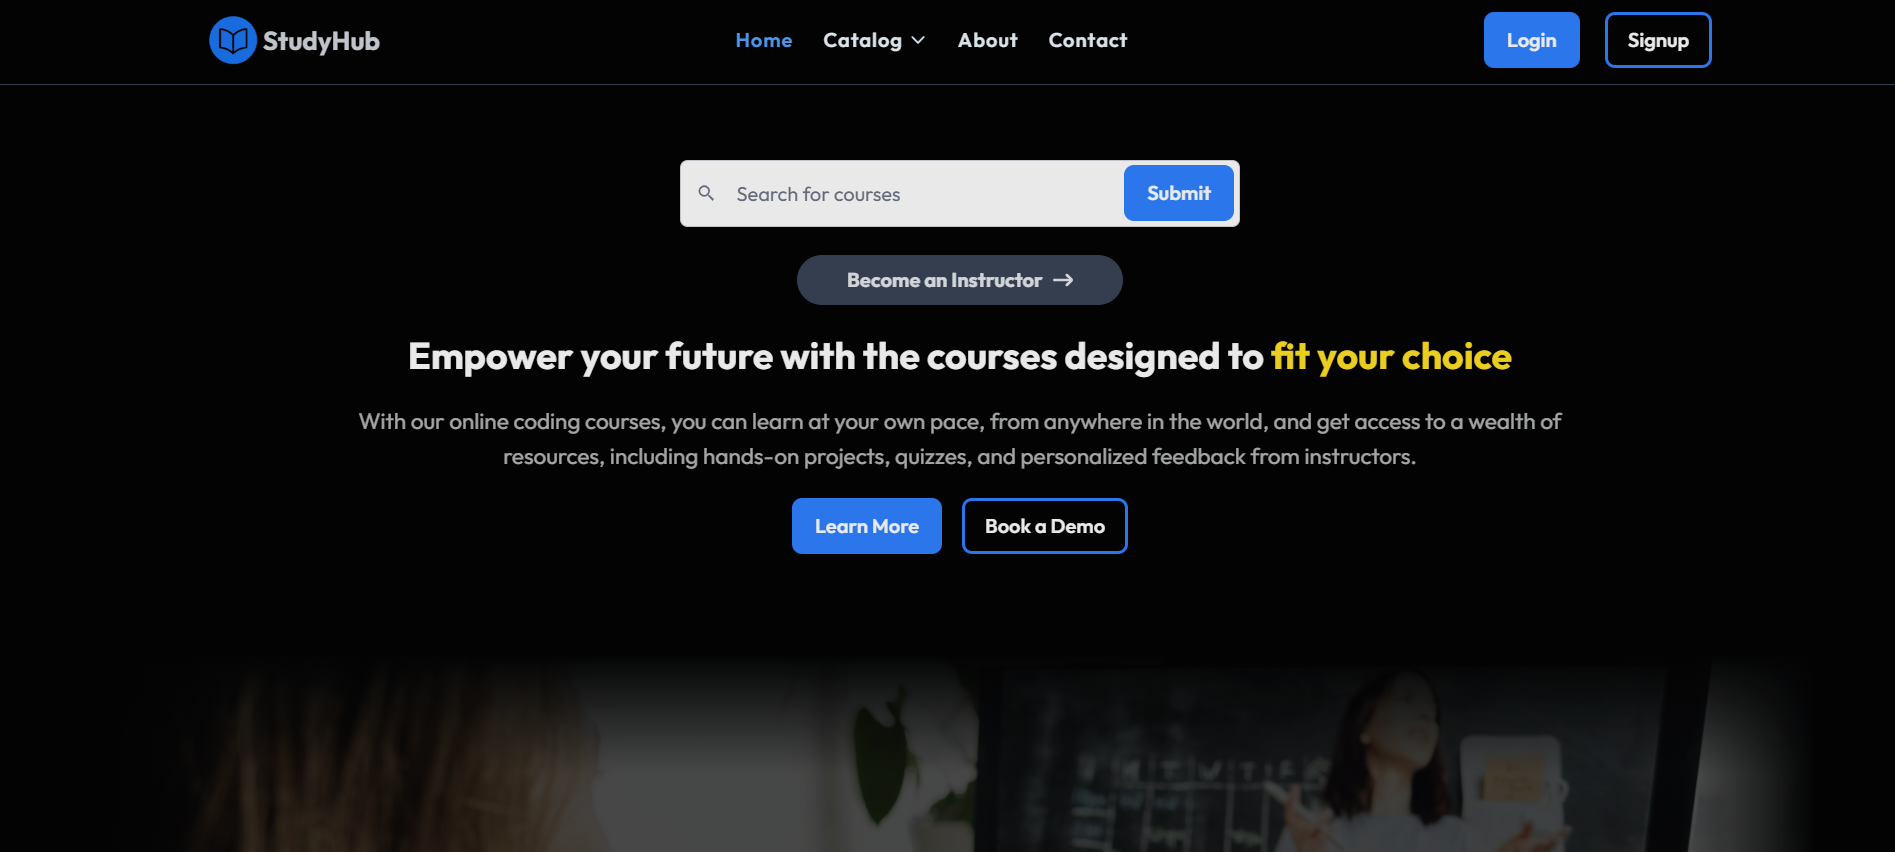 StudyHub
Home
Catalog
About
Contact
Login
Signup
Search for courses
Submit
Become an Instructor
Empower your future with the courses designed to fit your choice
With our online coding courses, you can learn at your own pace, from anywhere in the world, and get access to a wealth of
resources, including hands-on projects, quizzes, and personalized feedback from instructors.
Learn More
Book a Demo